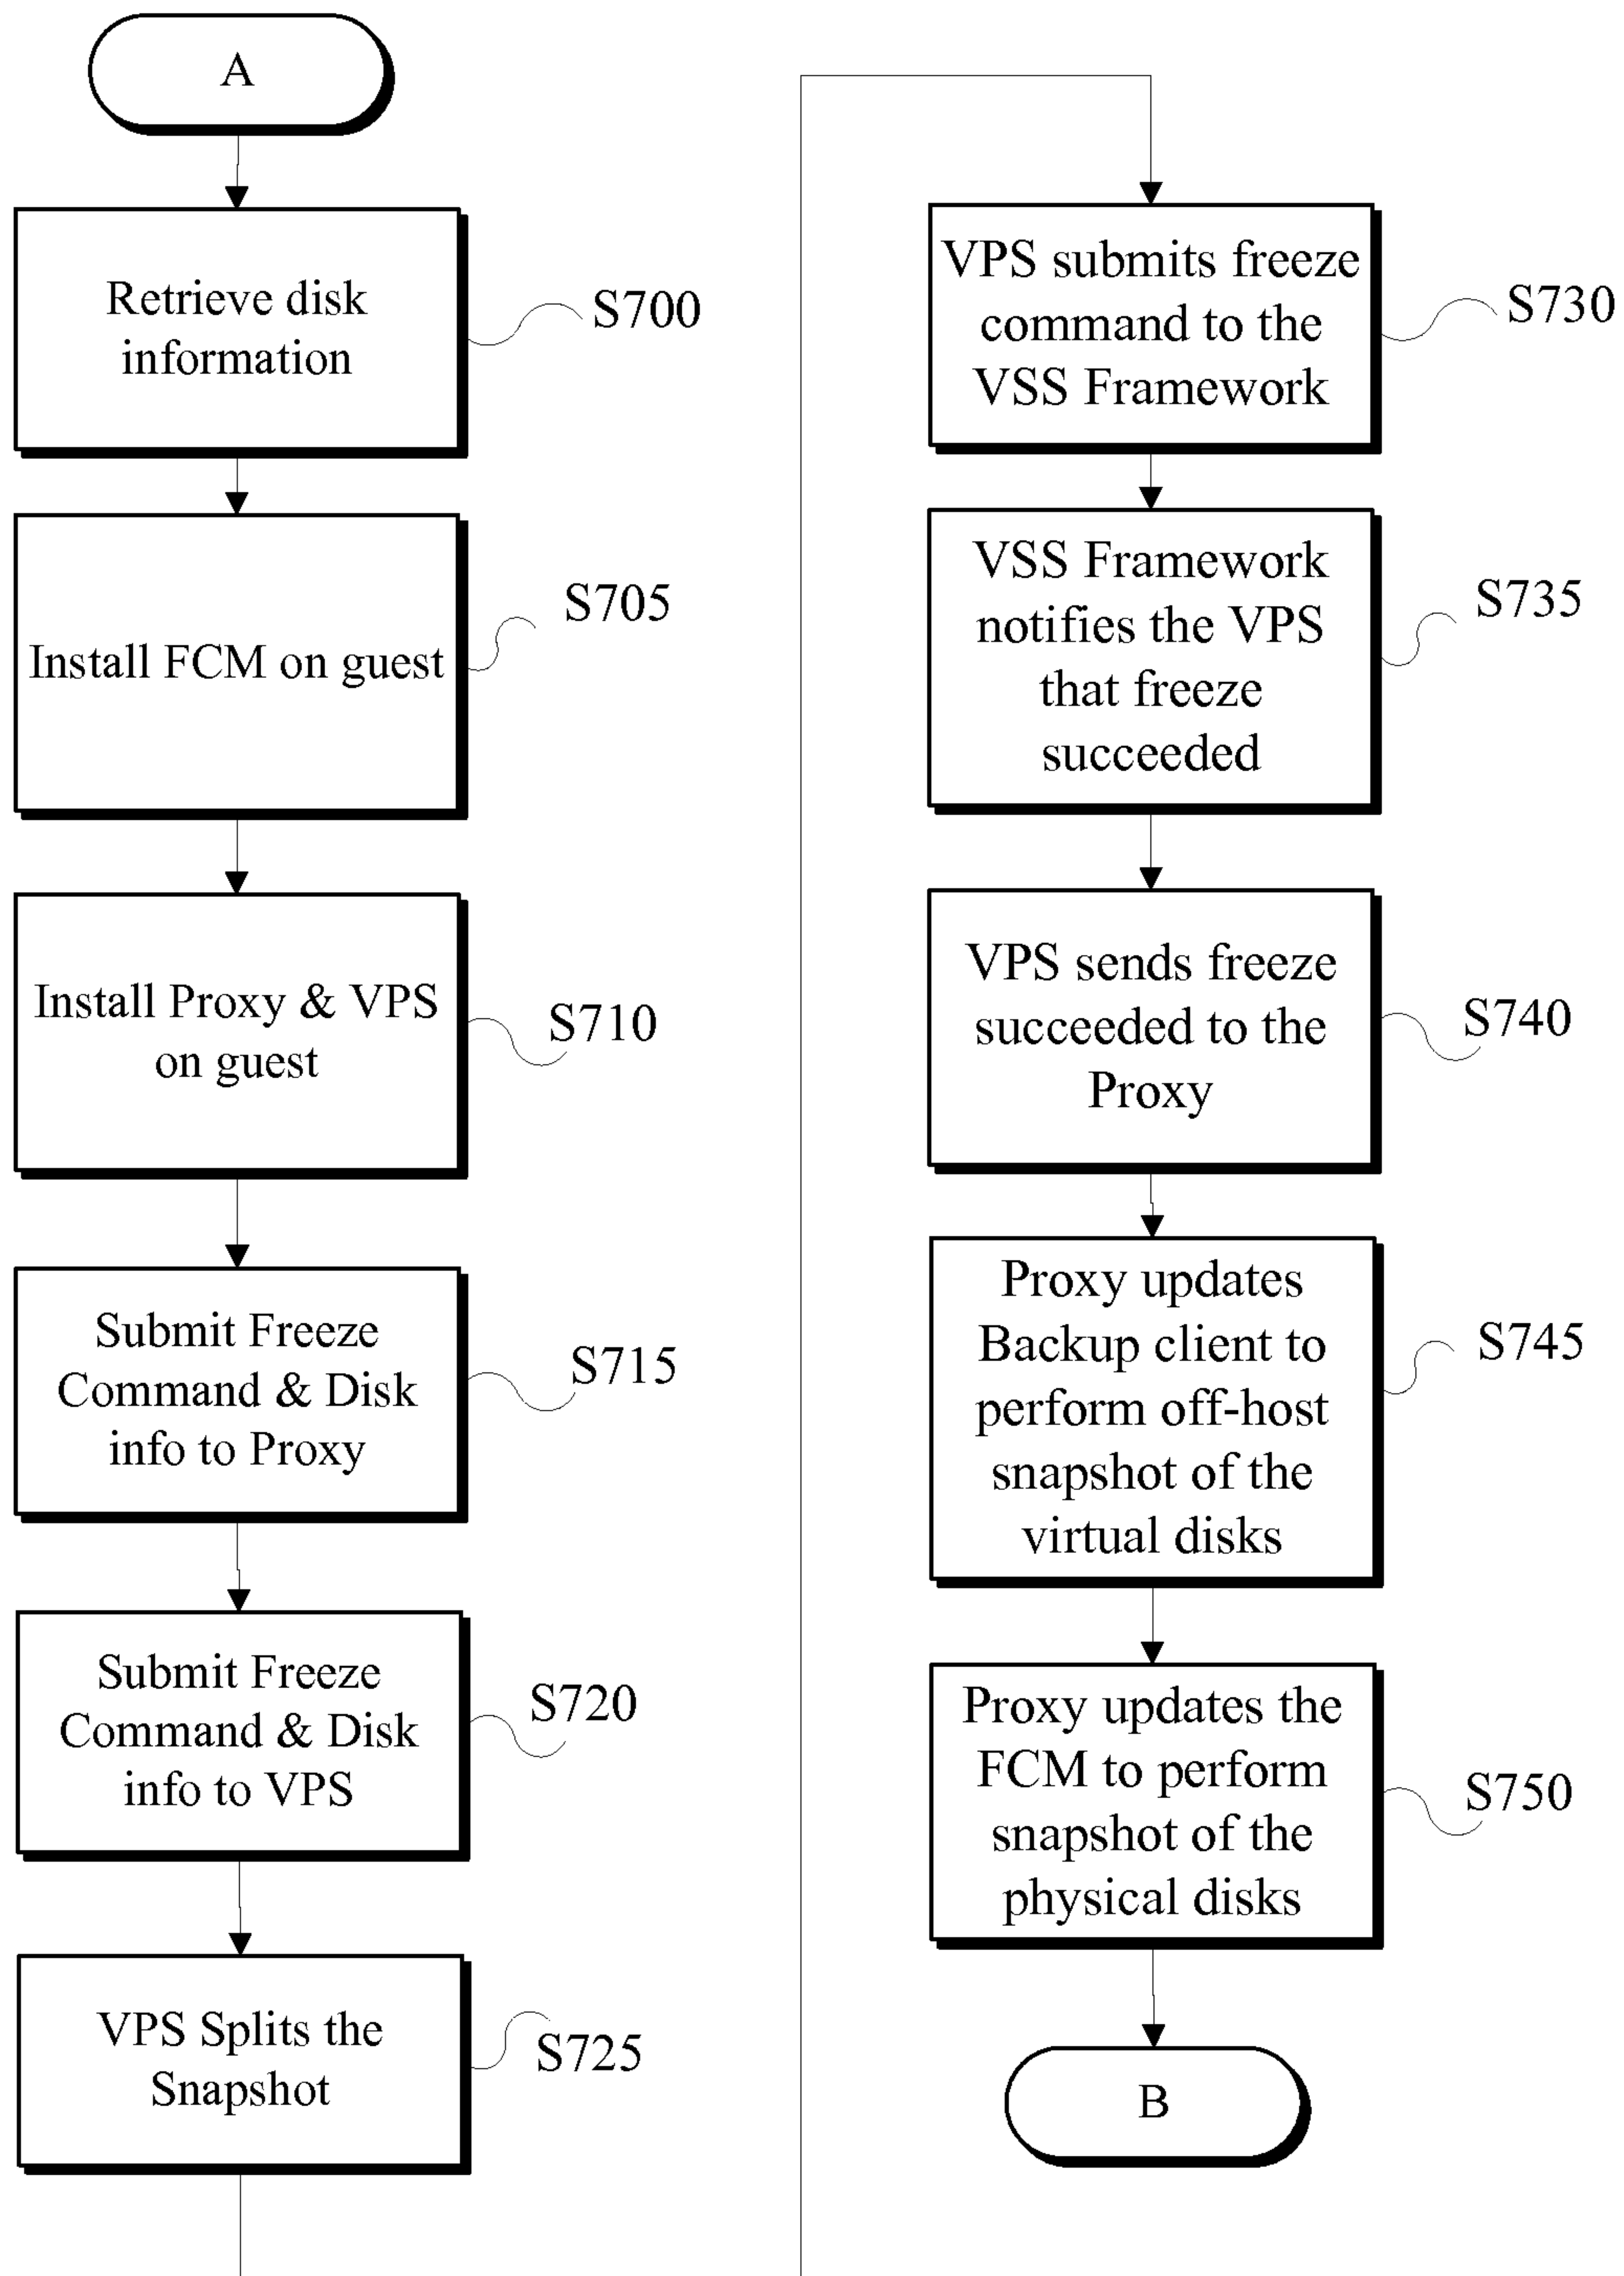 A
Retrieve disk
information
S700
Install FCM on guest
S705
Install Proxy & VPS
on guest
S710
Submit Freeze
Command & Disk
info to Proxy
S715
Submit Freeze
Command & Disk
info to VPS
S720
VPS Splits the
Snapshot
S725
VPS submits freeze
command to the
VSS Framework
S730
VSS Framework
notifies the VPS
that freeze
succeeded
S735
VPS sends freeze
succeeded to the
Proxy
S740
Proxy updates
Backup client to
perform off-host
snapshot of the
virtual disks
S745
Proxy updates the
FCM to perform
snapshot of the
physical disks
S750
B